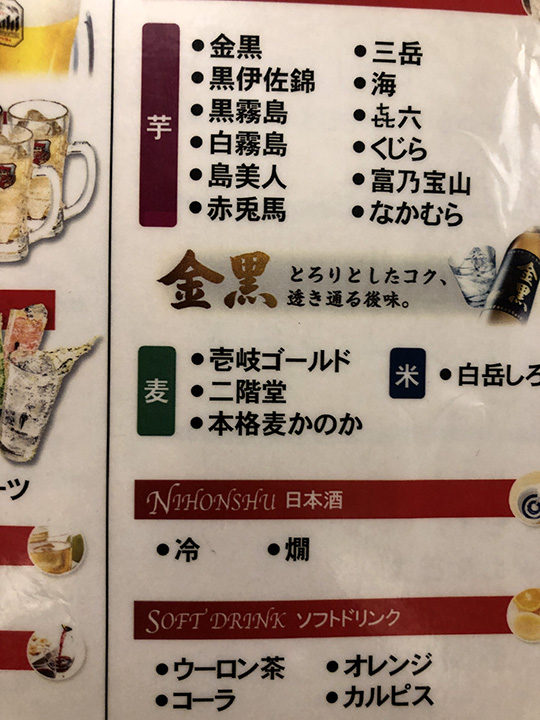 芋
●金黒
●黒伊佐錦
●黒霧島
●白霧島
●島美人
●赤兎馬
●三岳
●海
●㐂六
●くじら
●富乃宝山
●なかむら
金黒 とろりとしたコク、
透き通る後味。
金黒
麦
●壱岐ゴールド
●二階堂
●本格麦かのか
米
●白岳しろ
NIHONSHU 日本酒
●冷 ●燗
SOFT DRINK ソフトドリンク
●ウーロン茶 ●オレンジ
●コーラ ●カルピス
ーツ